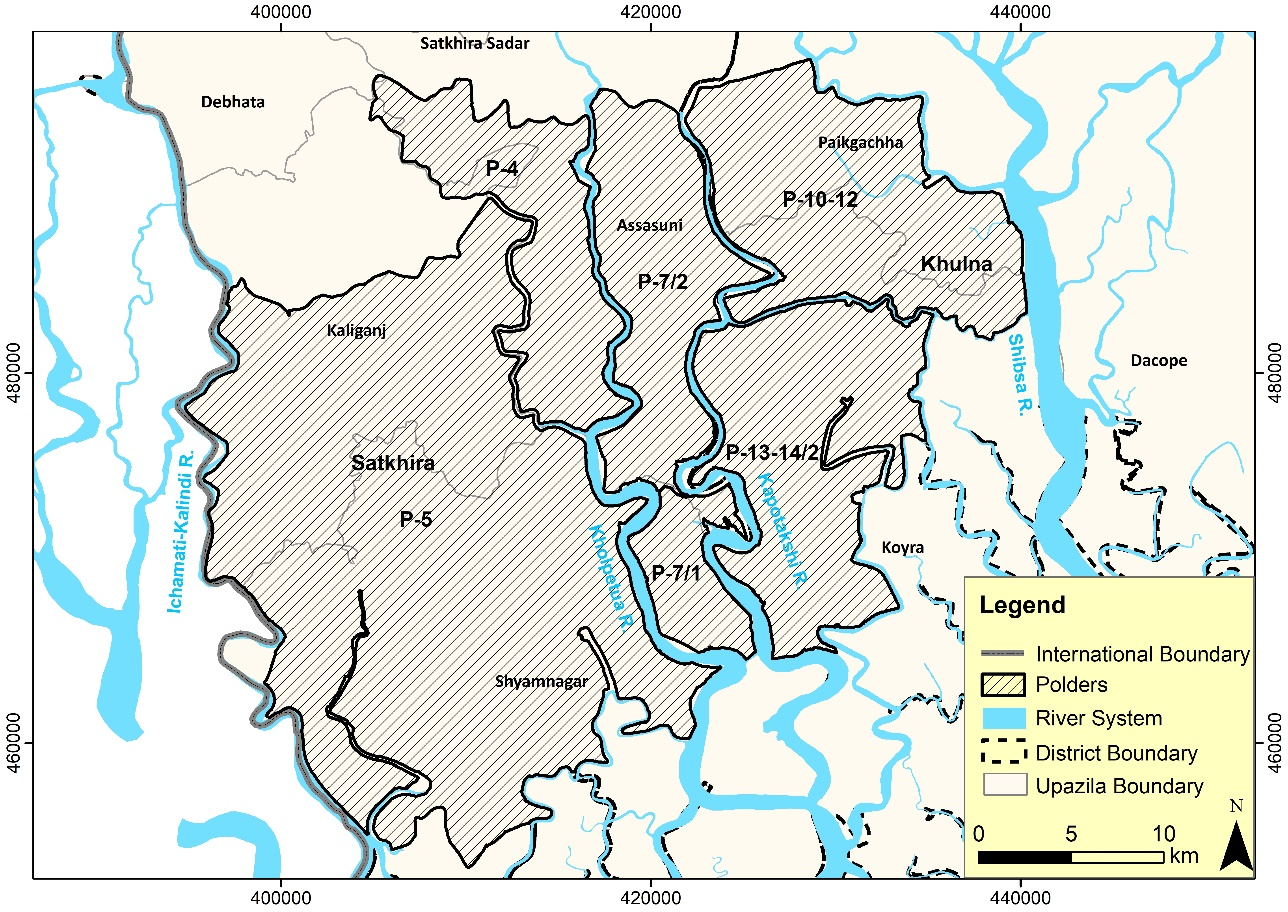 400000
420000
440000
Satkhira Sadar
Debhata
Paikgachha
P-4
P-10-12
Assasuni
Khulna
P-7/2
Kaliganj
480000
480000
Shibsa R.
Dacope
P-13-14/2
Satkhira
Kapotakshi R.
P-5
Ichamati-Kalindi R.
Kholpetua R.
Koyra
P-7/1
Shyamnagar
460000
460000
Legend
International Boundary
Polders
River System
District Boundary
Upazila Boundary
N
0 5 10
km
400000
420000
440000